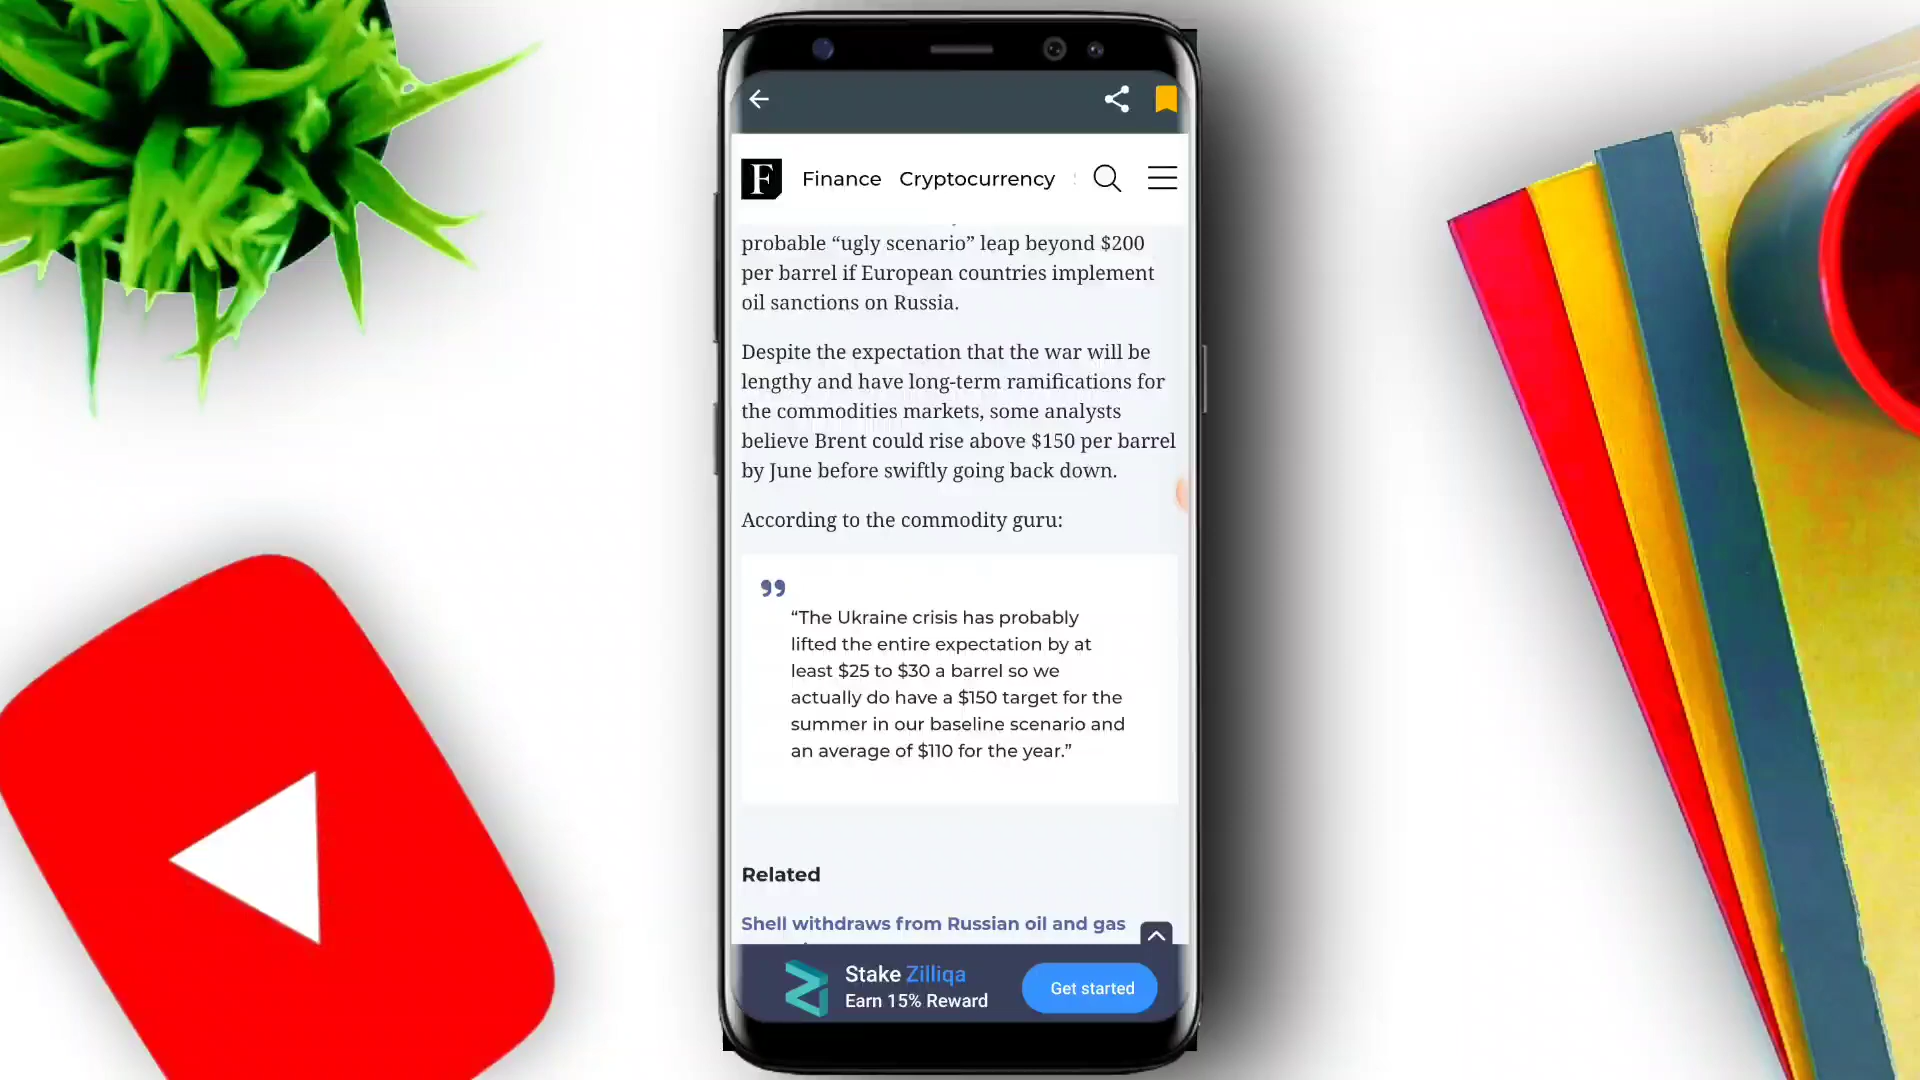 F
Finance Cryptocurrency
probable “ugly scenario” leap beyond $200
per barrel if European countries implement
oil sanctions on Russia.
Despite the expectation that the war will be
lengthy and have long-term ramifications for
the commodities markets, some analysts
believe Brent could rise above $150 per barrel
by June before swiftly going back down.
According to the commodity guru:
”
“The Ukraine crisis has probably
lifted the entire expectation by at
least $25 to $30 a barrel so we
actually do have a $150 target for the
summer in our baseline scenario and
an average of $110 for the year.”
Related
Shell withdraws from Russian oil and gas
Stake Zilliqa
Earn 15% Reward
Get started